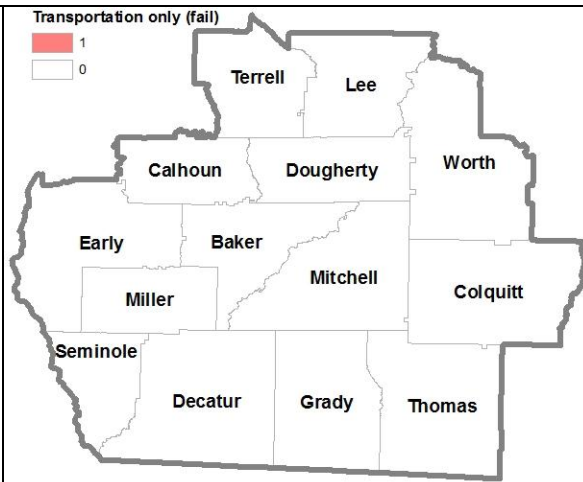 Transportation only (fail)
1
0
Terrell
Lee
Calhoun
Dougherty
Worth
Early
Baker
Mitchell
Miller
Colquitt
Seminole
Decatur
Grady
Thomas